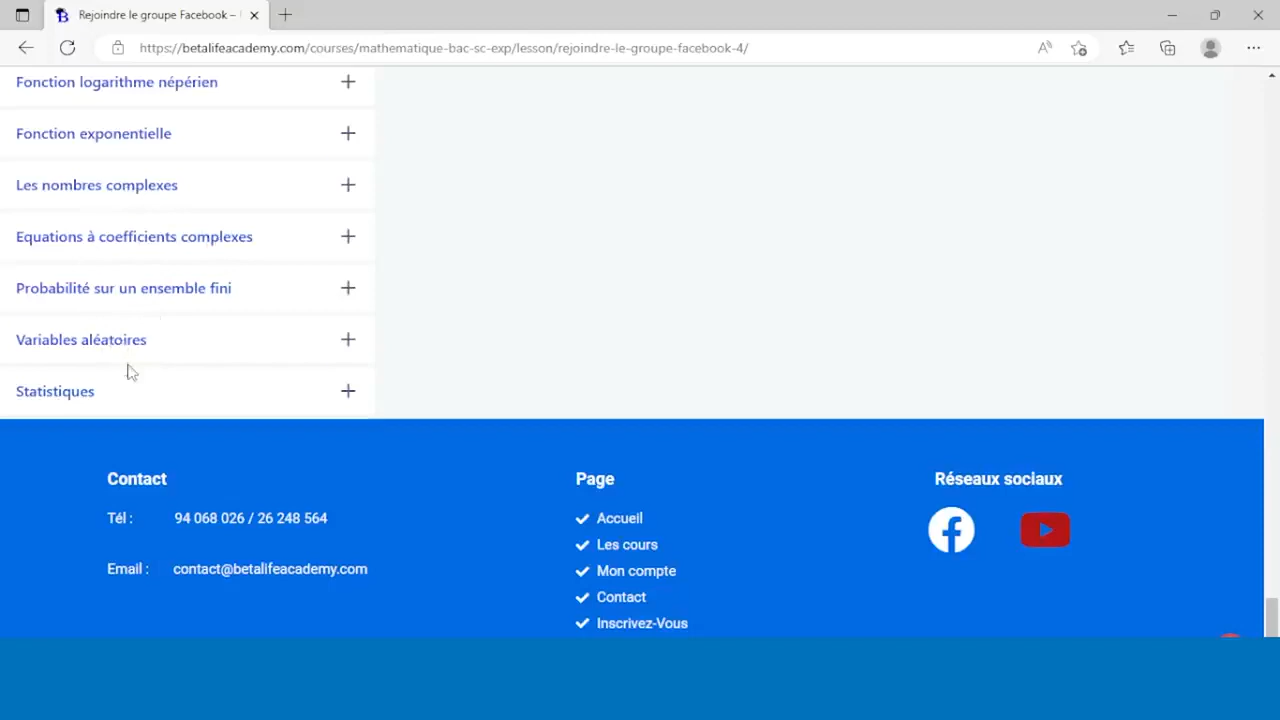 Rejoindre le groupe Facebook –
https://betalifeacademy.com/courses/mathematique-bac-sc-exp/lesson/rejoindre-le-groupe-facebook-4/
Fonction logarithme népérien
Fonction exponentielle
Les nombres complexes
Equations à coefficients complexes
Probabilité sur un ensemble fini
Variables aléatoires
Statistiques
Contact
Tél : 94 068 026 / 26 248 564
Email : contact@betalifeacademy.com
Page
Accueil
Les cours
Mon compte
Contact
Inscrivez-Vous
Réseaux sociaux